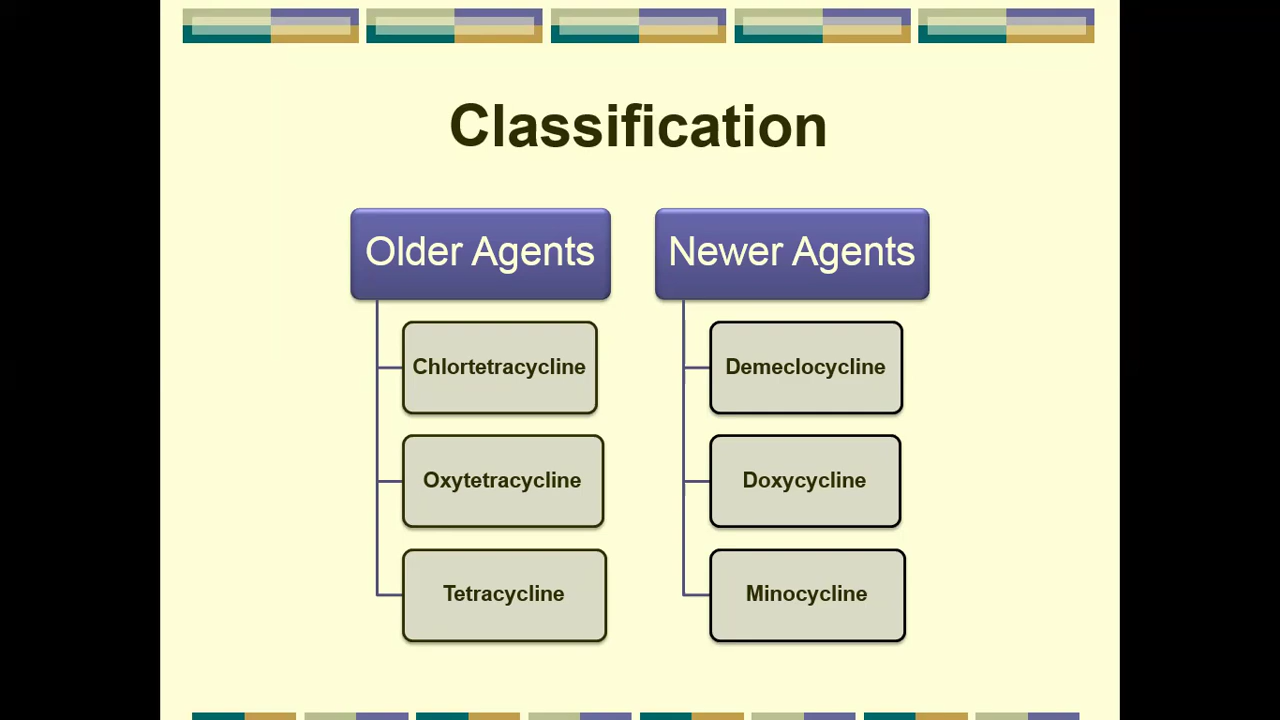 Classification
Older Agents
Chlortetracycline
Oxytetracycline
Tetracycline
Newer Agents
Demeclocycline
Doxycycline
Minocycline